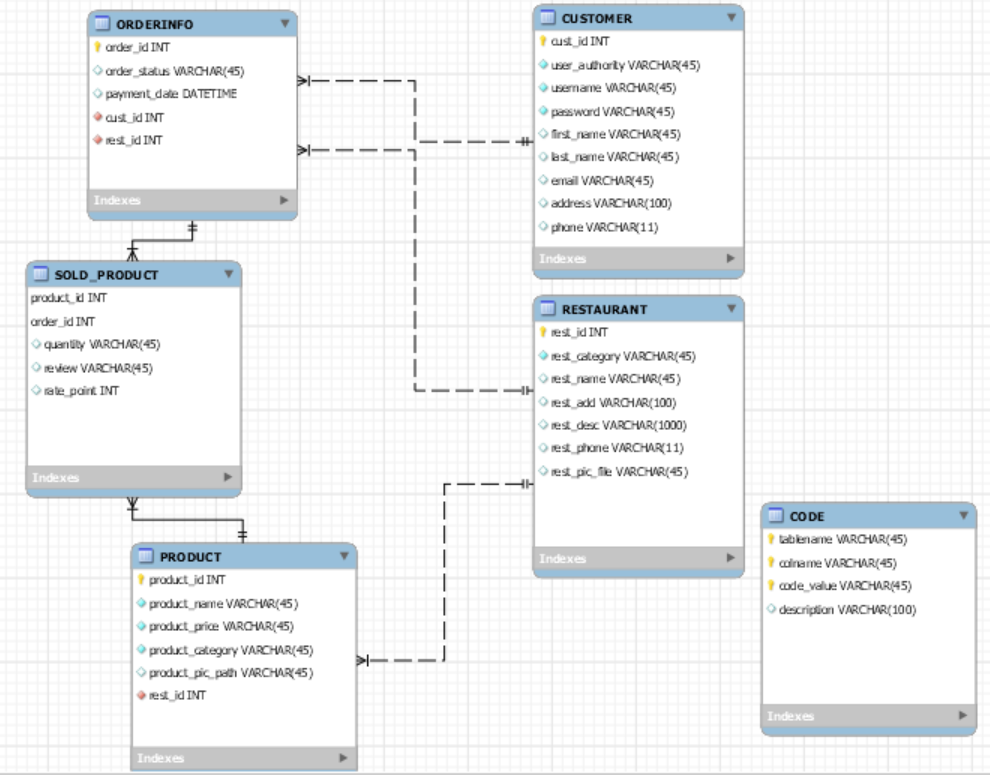 ORDERINFO
order_id INT
order_status VARCHAR(45)
payment_date DATETIME
cust_id INT
rest_id INT
Indexes
CUSTOMER
cust_id INT
user_authority VARCHAR(45)
username VARCHAR(45)
password VARCHAR(45)
first_name VARCHAR(45)
last_name VARCHAR(45)
email VARCHAR(45)
address VARCHAR(100)
phone VARCHAR(11)
Indexes
SOLD_PRODUCT
product_id INT
order_id INT
quantity VARCHAR(45)
review VARCHAR(45)
rate_point INT
Indexes
RESTAURANT
rest_id INT
rest_category VARCHAR(45)
rest_name VARCHAR(45)
rest_add VARCHAR(100)
rest_desc VARCHAR(1000)
rest_phone VARCHAR(11)
rest_pic_file VARCHAR(45)
Indexes
PRODUCT
product_id INT
product_name VARCHAR(45)
product_price VARCHAR(45)
product_category VARCHAR(45)
product_pic_path VARCHAR(45)
rest_id INT
Indexes
CODE
tablename VARCHAR(45)
colname VARCHAR(45)
code_value VARCHAR(45)
description VARCHAR(100)
Indexes